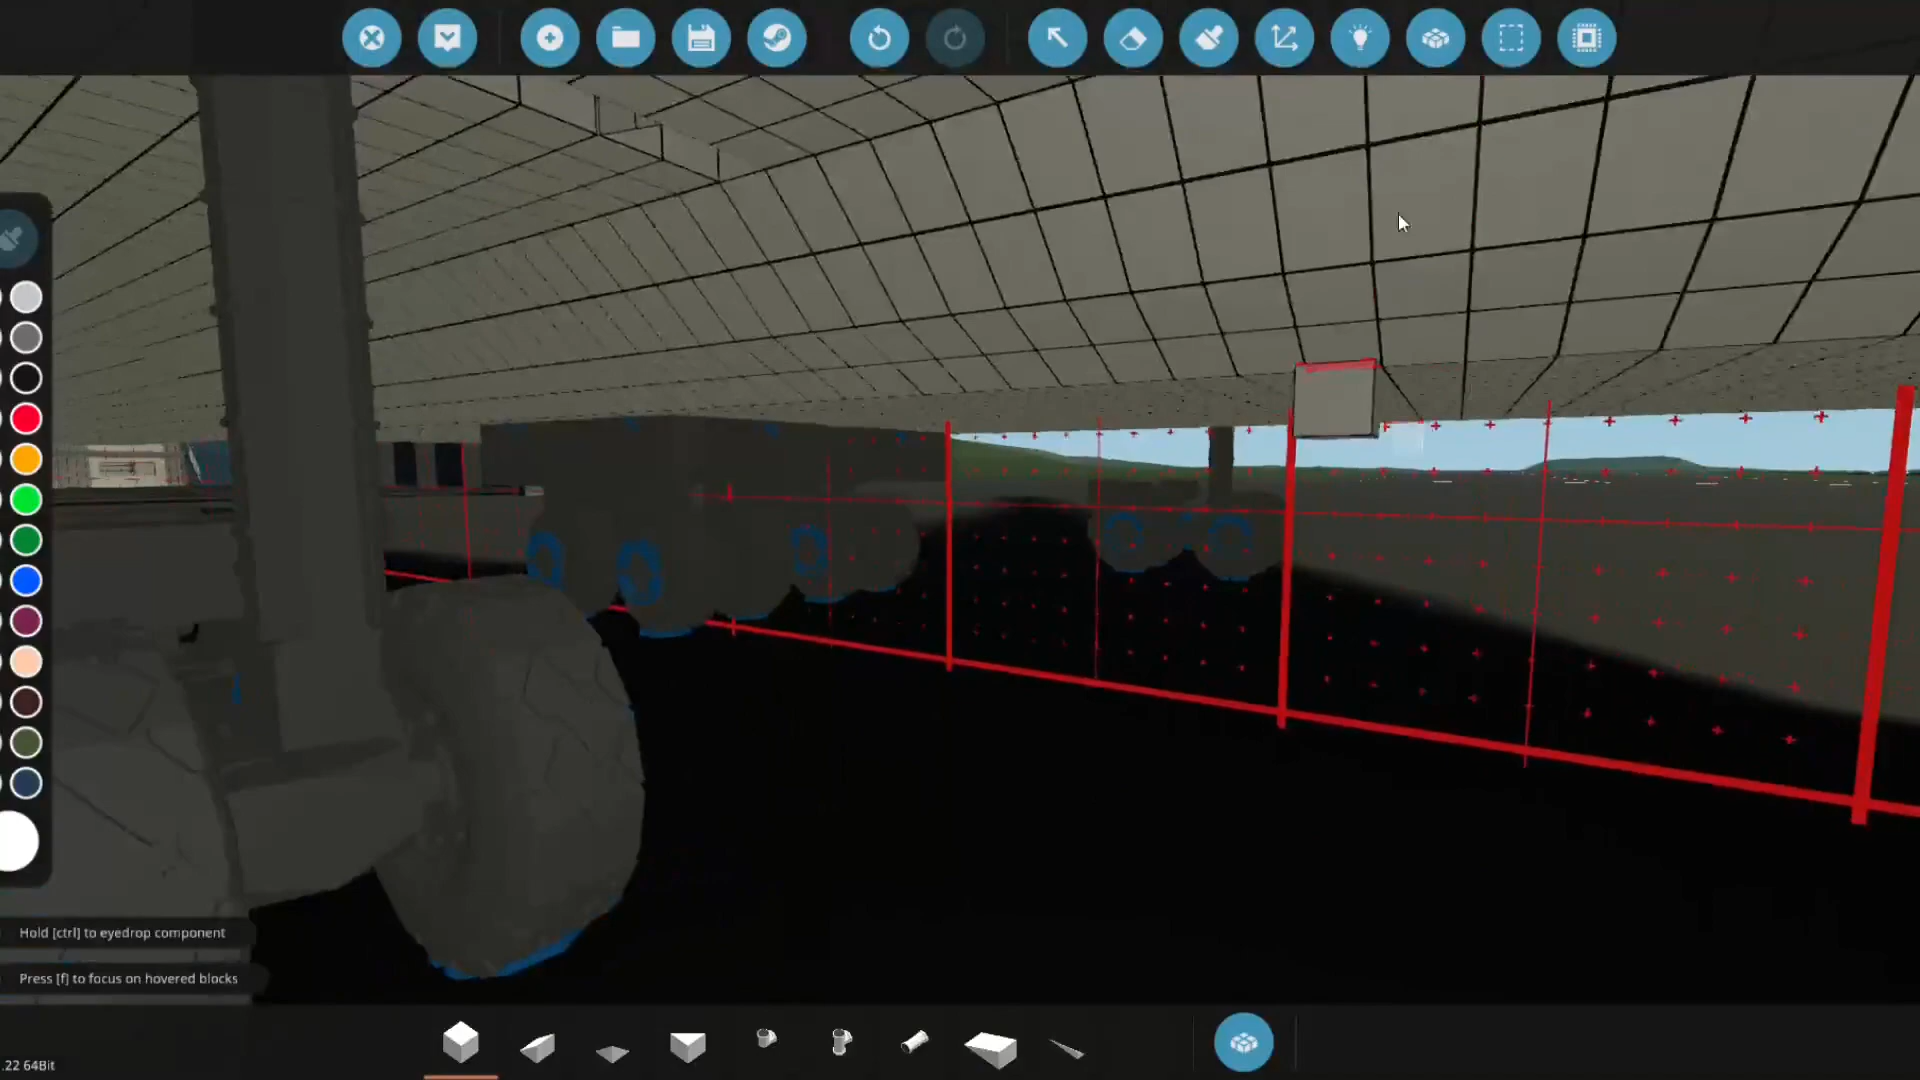 Hold [ctrl] to eyedrop component
Press [f] to focus on hovered blocks
.22 64Bit